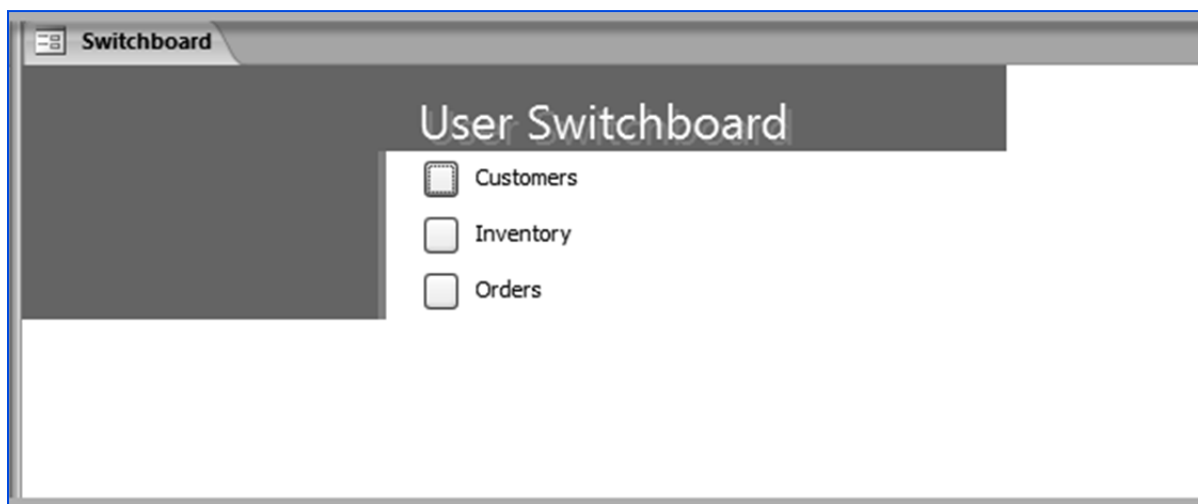 Switchboard
User Switchboard
Customers
Inventory
Orders